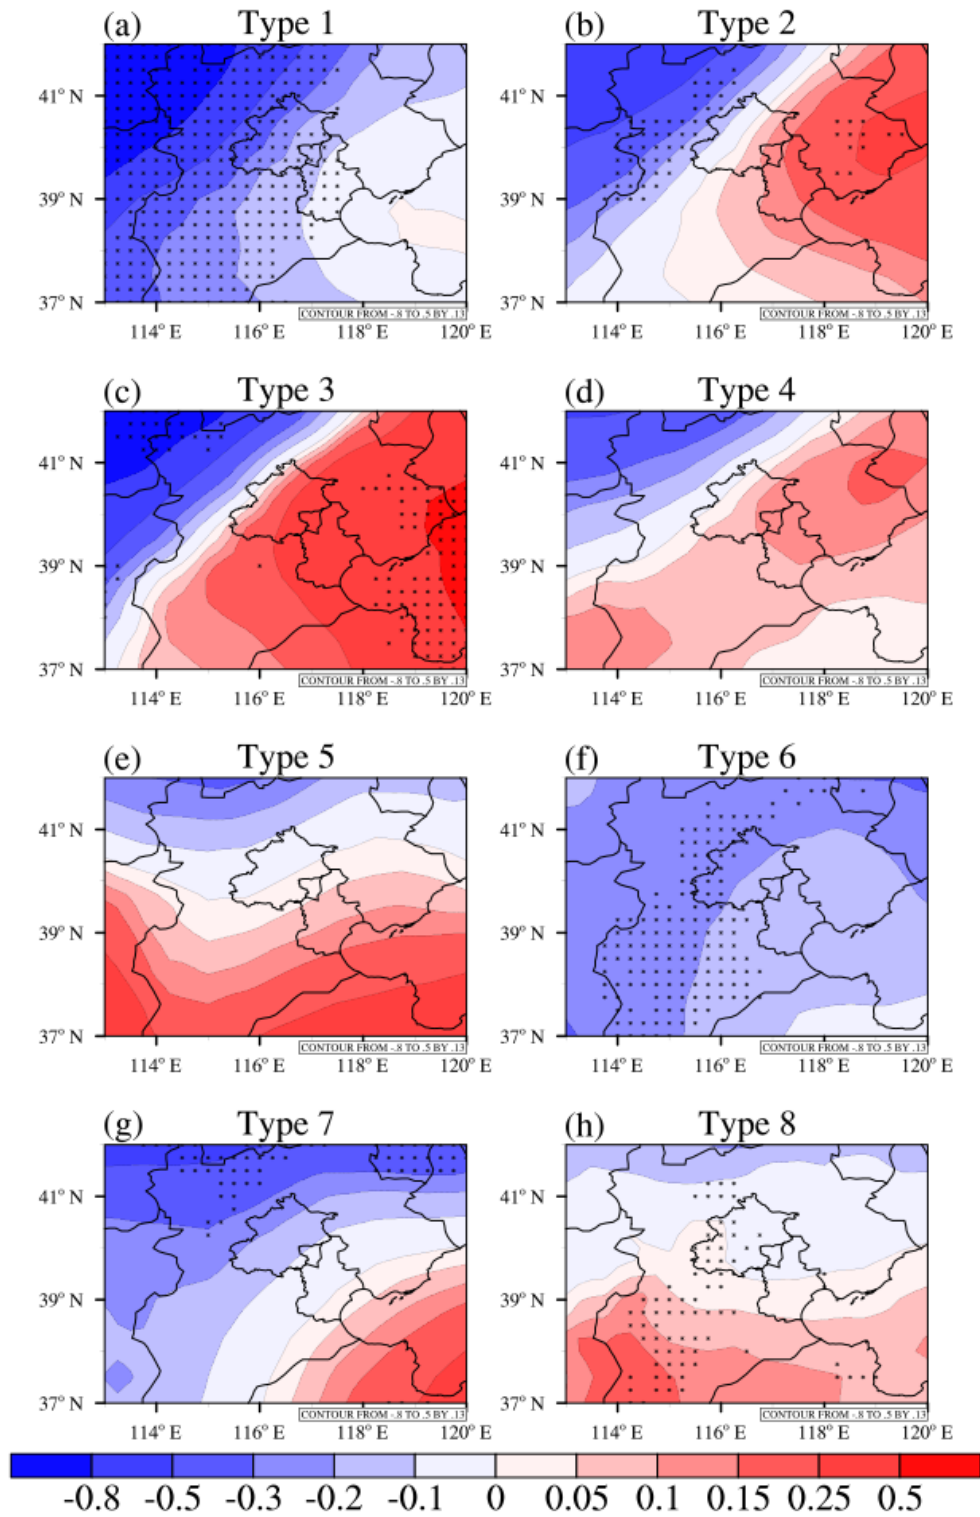 (a) Type 1 (b) Type 2
41° N 41° N
39° N 39° N
37° N 37° N
CONTOUR FROM -.8 TO .5 BY .13 CONTOUR FROM -.8 TO .5 BY .13
114° E 116° E 118° E 120° E 114° E 116° E 118° E 120° E
(c) Type 3 (d) Type 4
41° N 41° N
39° N 39° N
37° N 37° N
CONTOUR FROM -.8 TO .5 BY .13 CONTOUR FROM -.8 TO .5 BY .13
114° E 116° E 118° E 120° E 114° E 116° E 118° E 120° E
(e) Type 5 (f) Type 6
41° N 41° N
39° N 39° N
37° N 37° N
CONTOUR FROM -.8 TO .5 BY .13 CONTOUR FROM -.8 TO .5 BY .13
114° E 116° E 118° E 120° E 114° E 116° E 118° E 120° E
(g) Type 7 (h) Type 8
41° N 41° N
39° N 39° N
37° N 37° N
CONTOUR FROM -.8 TO .5 BY .13 CONTOUR FROM -.8 TO .5 BY .13
114° E 116° E 118° E 120° E 114° E 116° E 118° E 120° E
-0.8 -0.5 -0.3 -0.2 -0.1 0 0.05 0.1 0.15 0.25 0.5